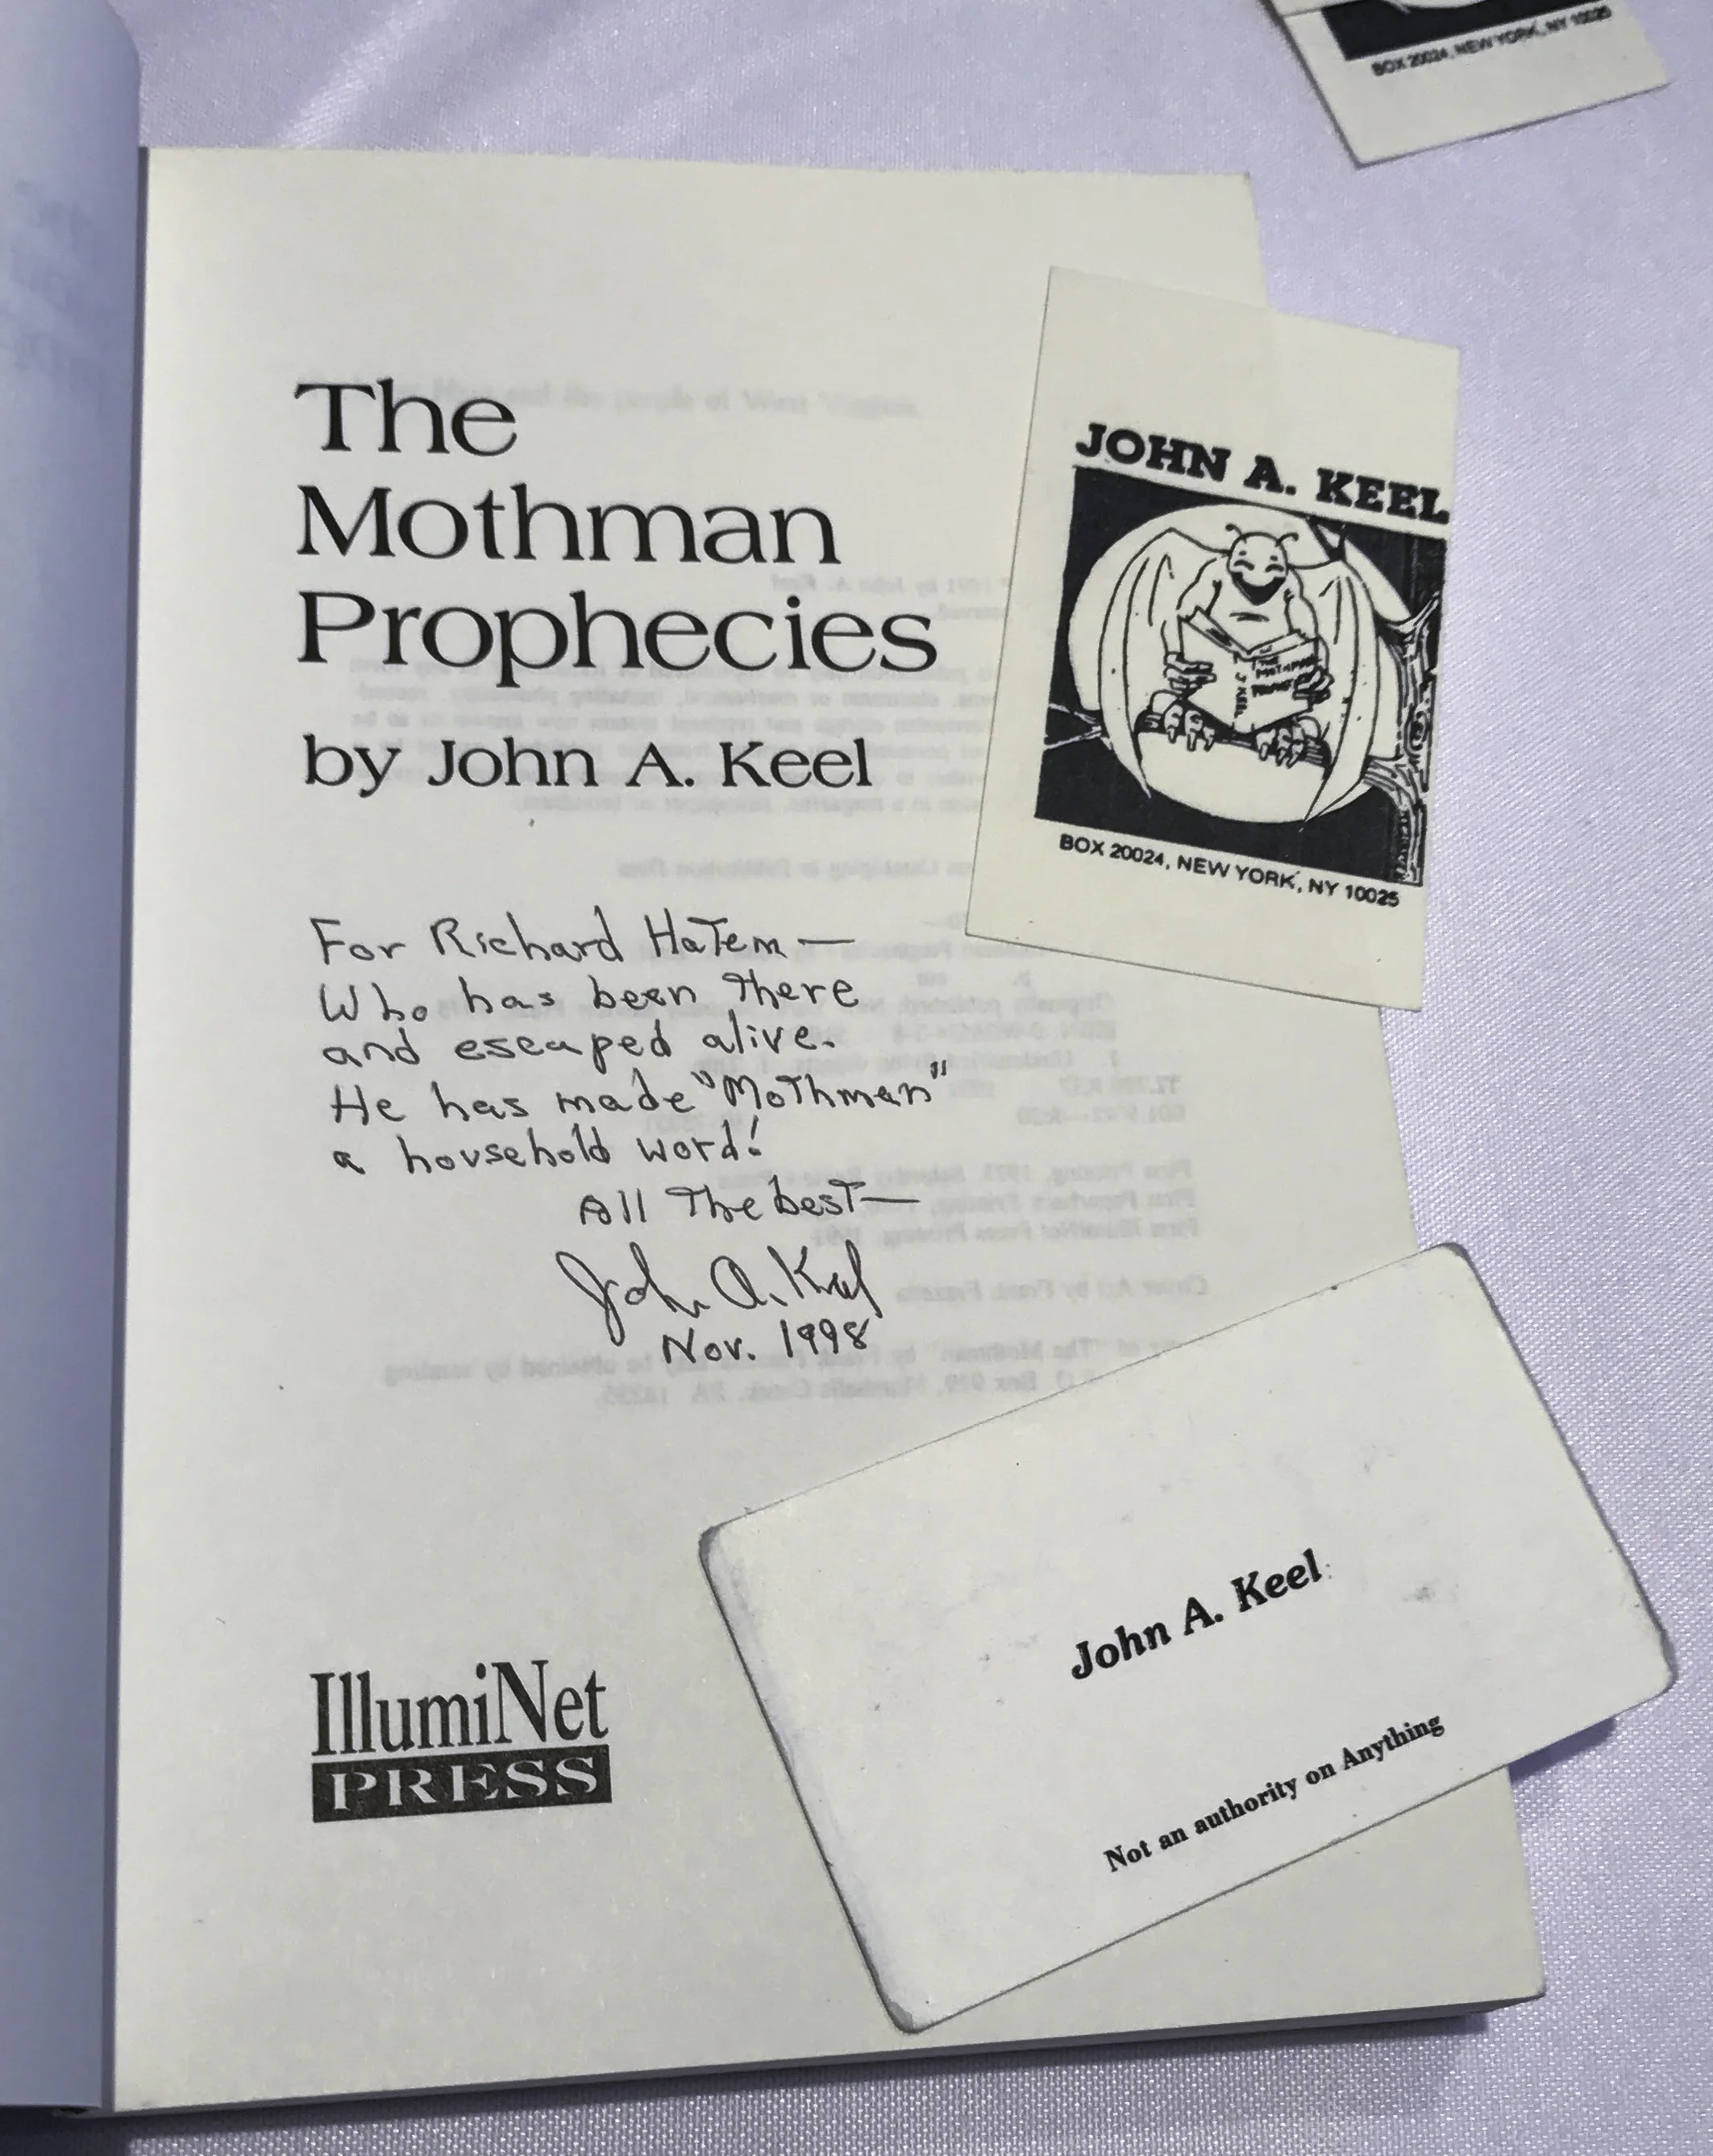 BOX 20024, NEW YORK, NY 10025
The
Mothman
Prophecies
by John A. Keel
JOHN A. KEEL
J KEEL
THE
BOX 20024, NEW YORK, NY 10025
For Richard Hatem —
Who has been there
and escaped alive.
He has made "Mothman"
a household word!
All the best —
John A. Keel
Nov. 1998
IllumiNet
PRESS
John A. Keel
Not an authority on Anything